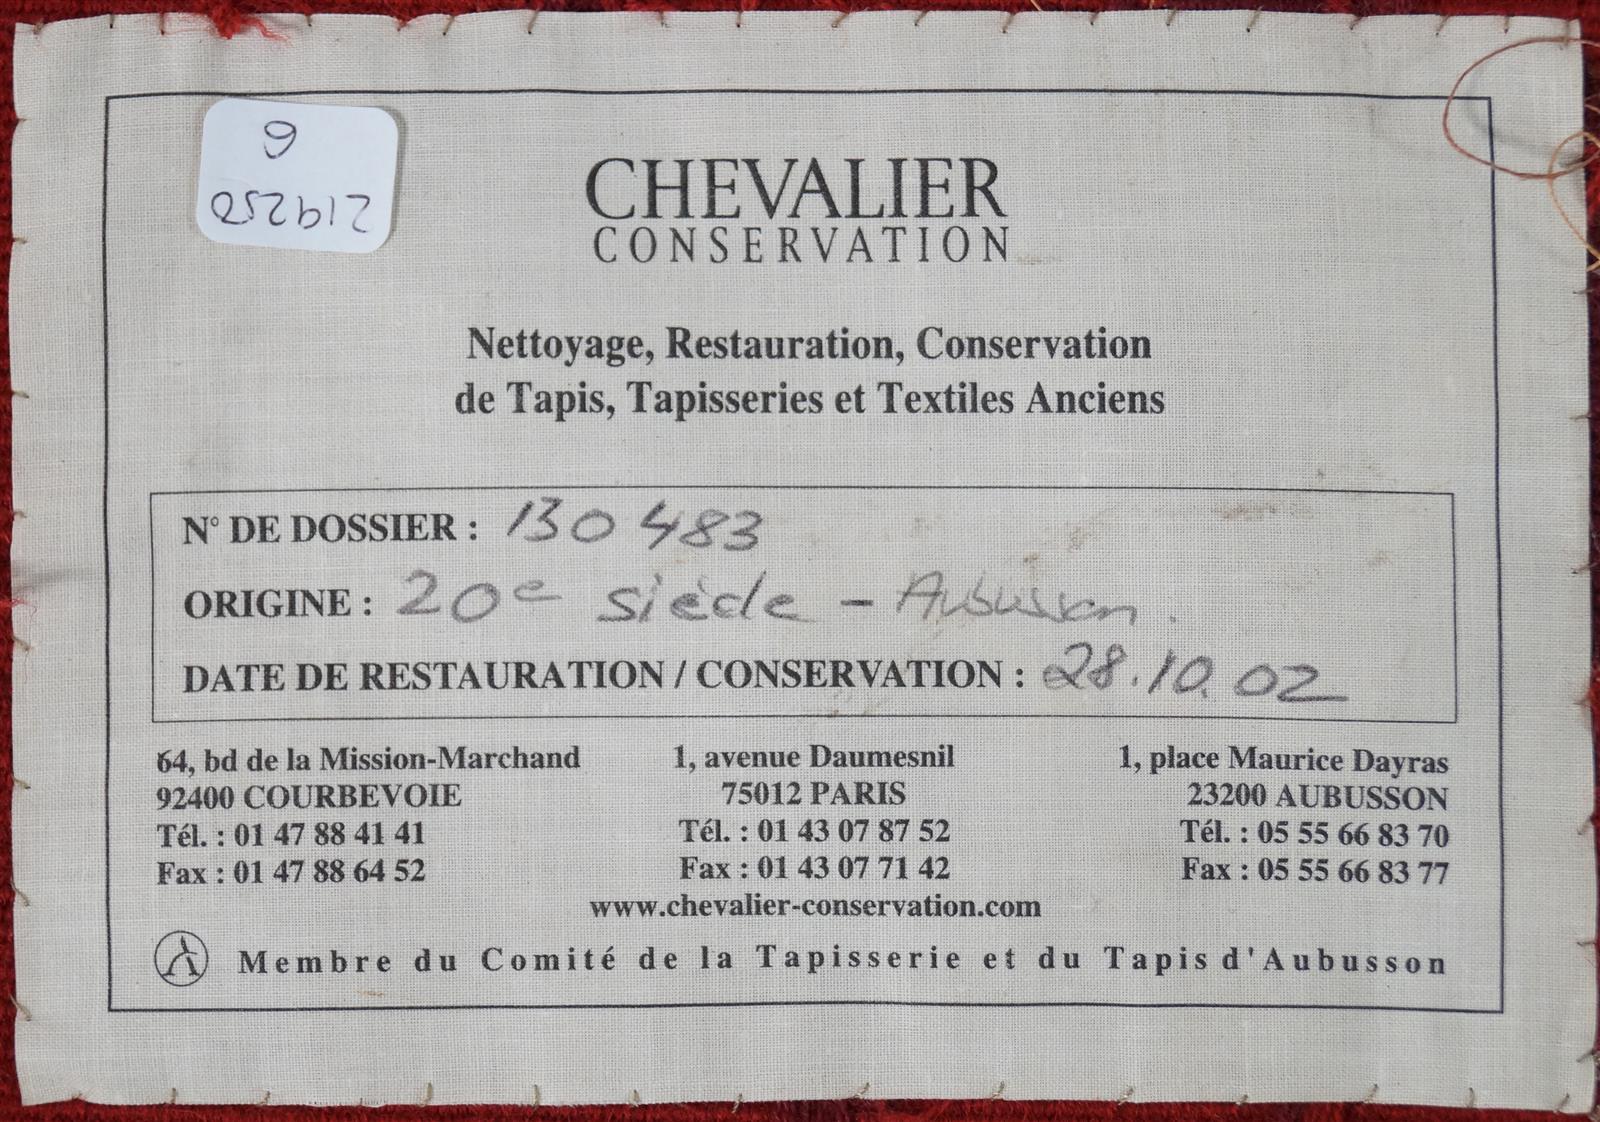 CHEVALIER
CONSERVATION
Nettoyage, Restauration, Conservation
de Tapis, Tapisseries et Textiles Anciens
N° DE DOSSIER : 130 483
ORIGINE : 20e siècle - Aubusson.
DATE DE RESTAURATION / CONSERVATION : 28.10.02
64, bd de la Mission-Marchand
92400 COURBEVOIE
Tél. : 01 47 88 41 41
Fax : 01 47 88 64 52
1, avenue Daumesnil
75012 PARIS
Tél. : 01 43 07 87 52
Fax : 01 43 07 71 42
1, place Maurice Dayras
23200 AUBUSSON
Tél. : 05 55 66 83 70
Fax : 05 55 66 83 77
www.chevalier-conservation.com
Membre du Comité de la Tapisserie et du Tapis d'Aubusson